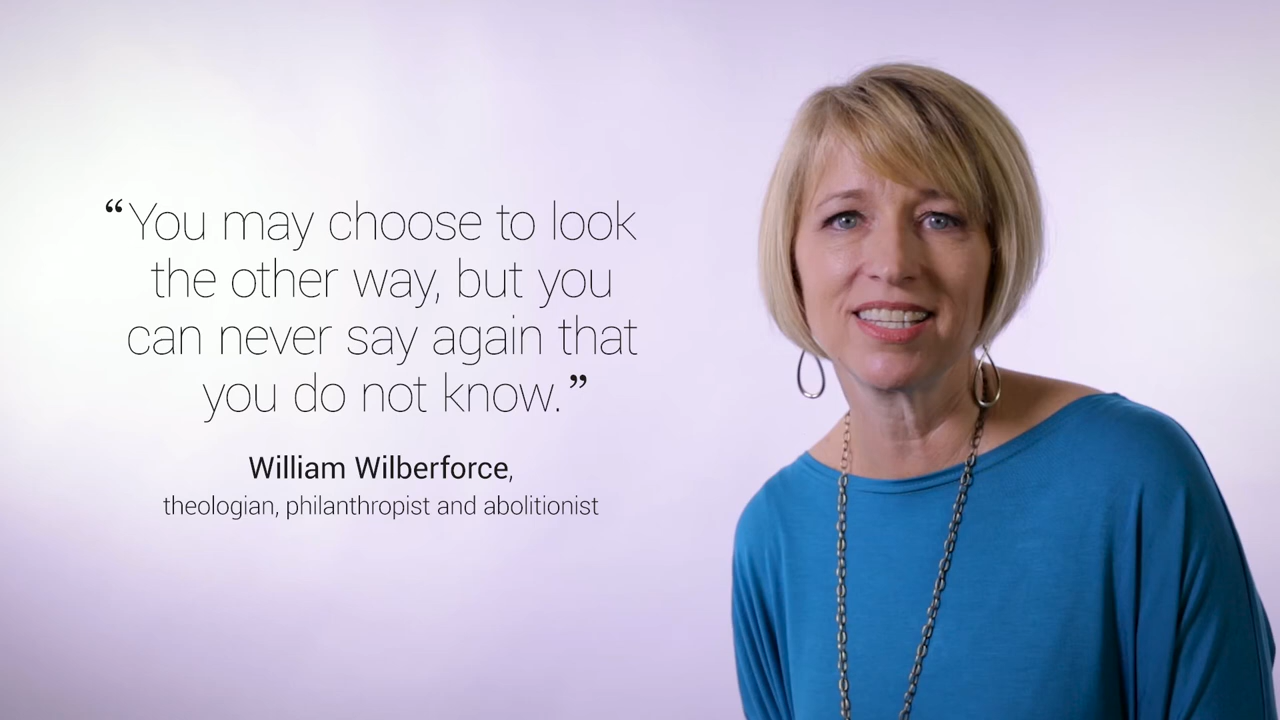 “You may choose to look
the other way, but you
can never say again that
you do not know.”
William Wilberforce,
theologian, philanthropist and abolitionist